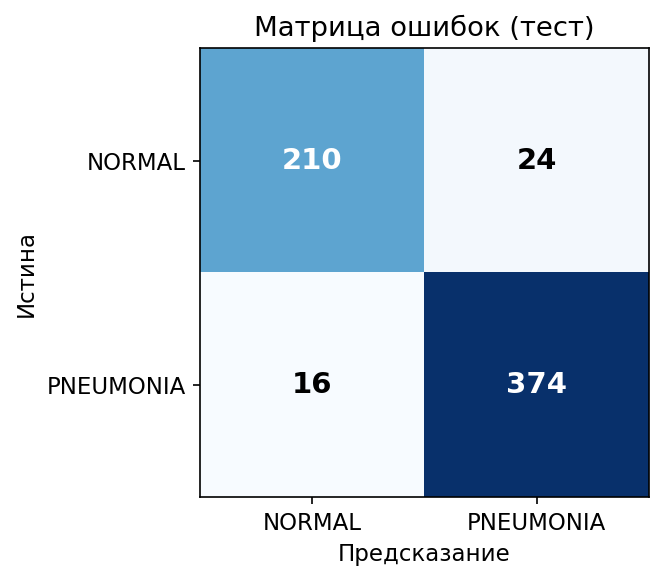 Матрица ошибок (тест)
Истина
NORMAL
210
24
PNEUMONIA
16
374
NORMAL
PNEUMONIA
Предсказание